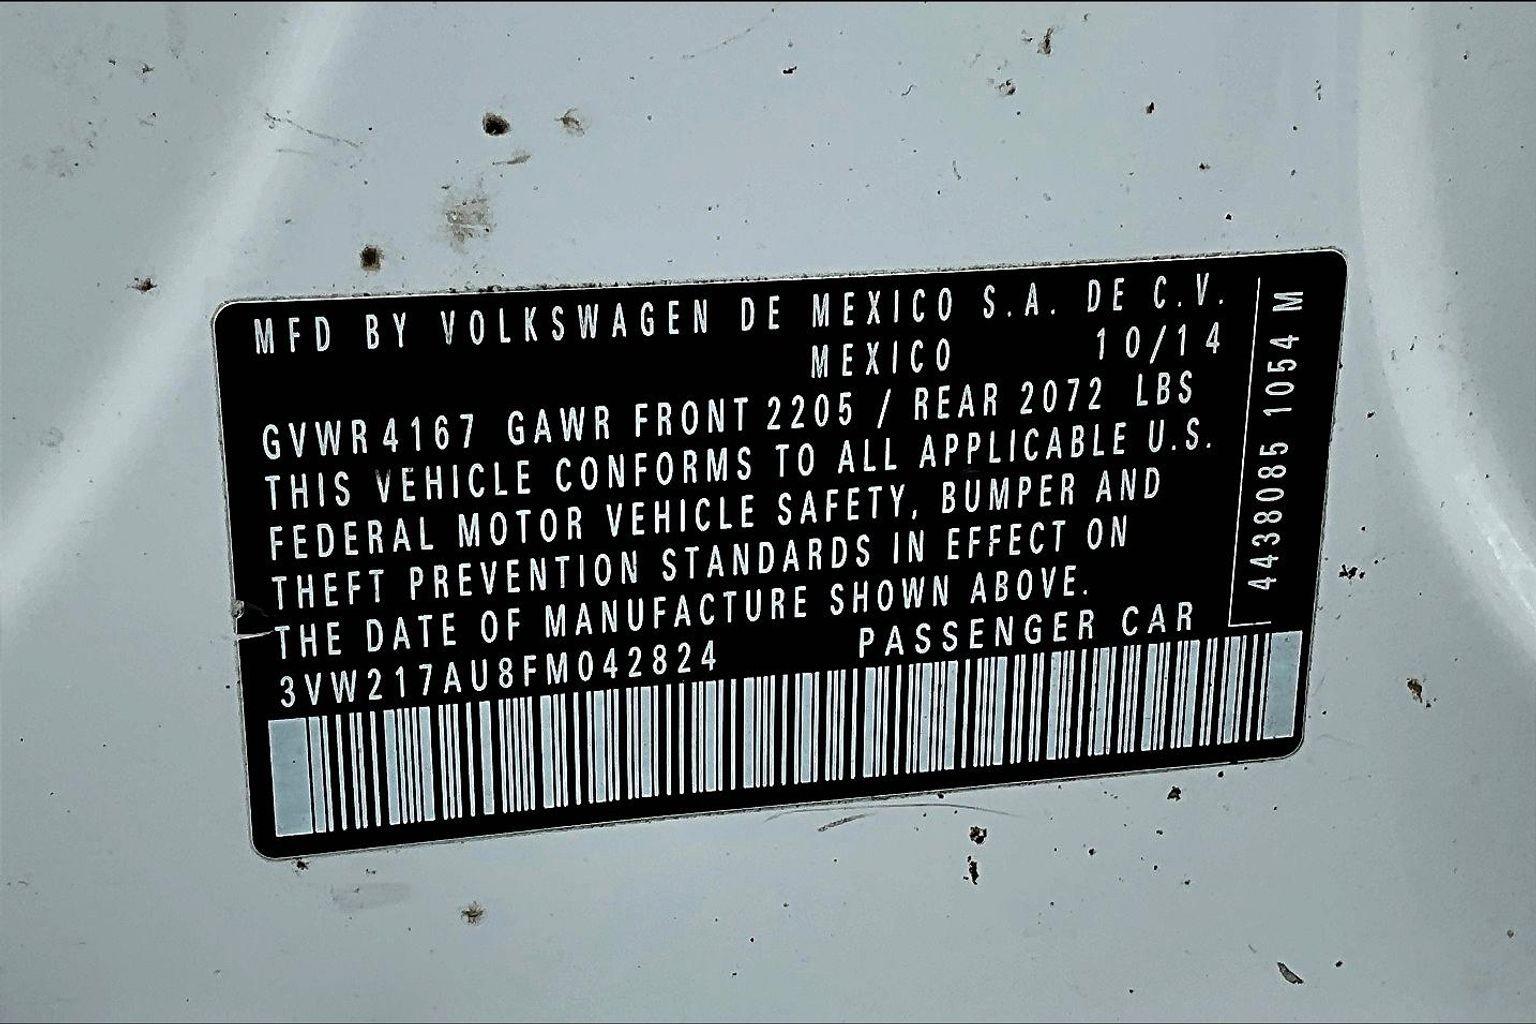 MFD BY VOLKSWAGEN DE MEXICO S.A. DE C.V.
MEXICO 10/14
GVWR 4167 GAWR FRONT 2205 / REAR 2072 LBS
THIS VEHICLE CONFORMS TO ALL APPLICABLE U.S.
FEDERAL MOTOR VEHICLE SAFETY, BUMPER AND
THEFT PREVENTION STANDARDS IN EFFECT ON
THE DATE OF MANUFACTURE SHOWN ABOVE.
3VW217AU8FM042824 PASSENGER CAR
4438085 1054 M